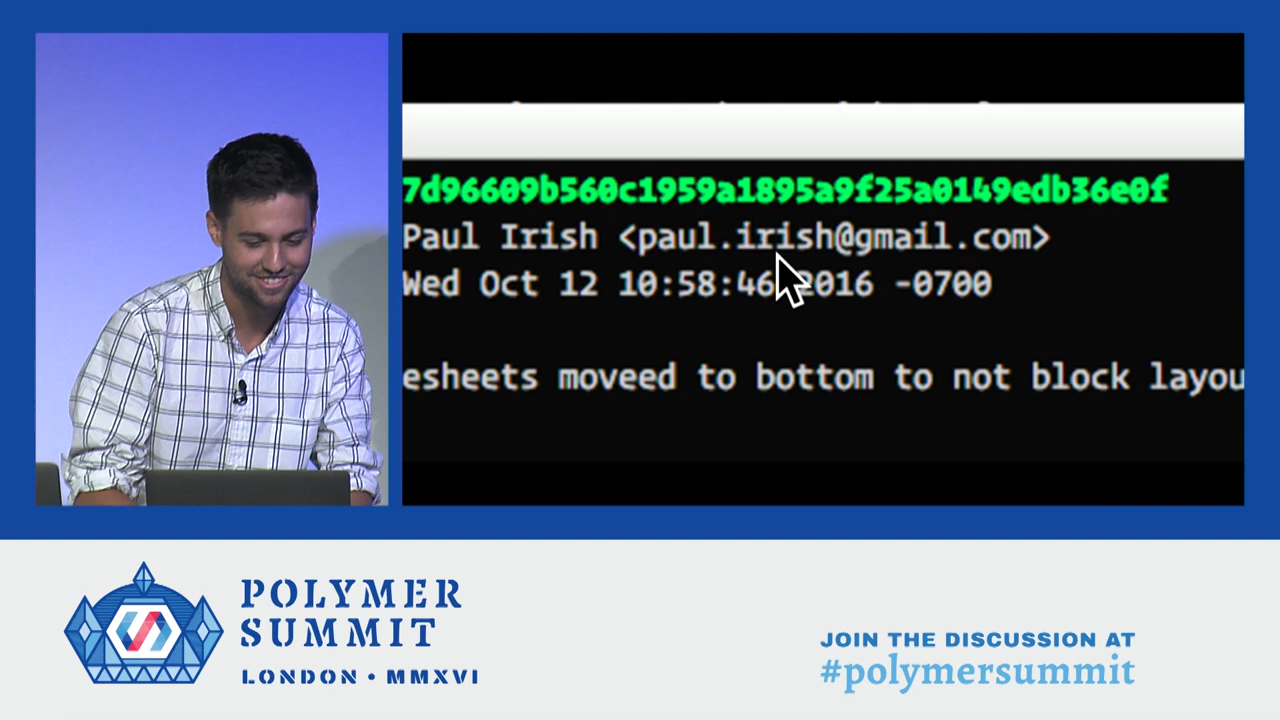 7d96609b560c1959a1895a9f25a0149edb36e0f
Paul Irish <paul.irish@gmail.com>
Wed Oct 12 10:58:46 2016 -0700
esheets moveed to bottom to not block layou
POLYMER
SUMMIT
LONDON • MMXVI
JOIN THE DISCUSSION AT
#polymersummit